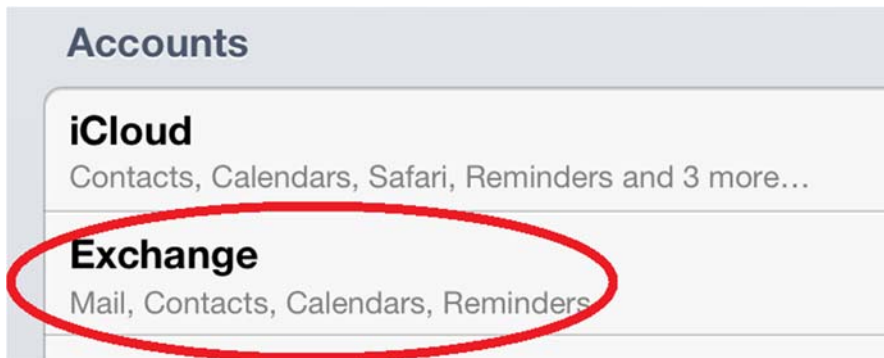 Accounts
iCloud
Contacts, Calendars, Safari, Reminders and 3 more...
Exchange
Mail, Contacts, Calendars, Reminders